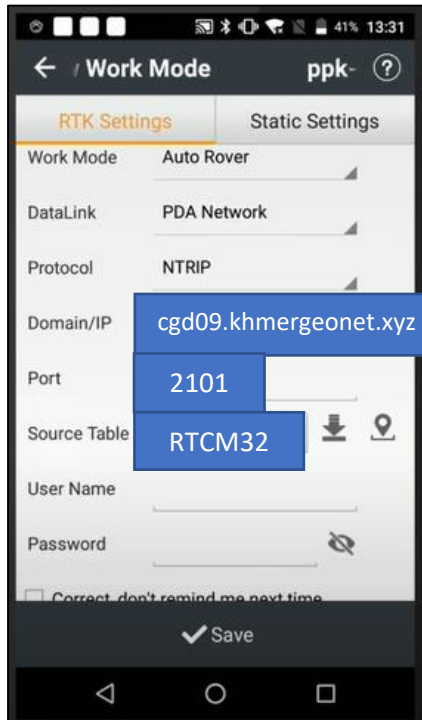 41% 13:31
← / Work Mode ppk- ?
RTK Settings Static Settings
Work Mode Auto Rover
DataLink PDA Network
Protocol NTRIP
Domain/IP cgd09.khmergeonet.xyz
Port 2101
Source Table RTCM32
User Name
Password
Correct, don't remind me next time
Save